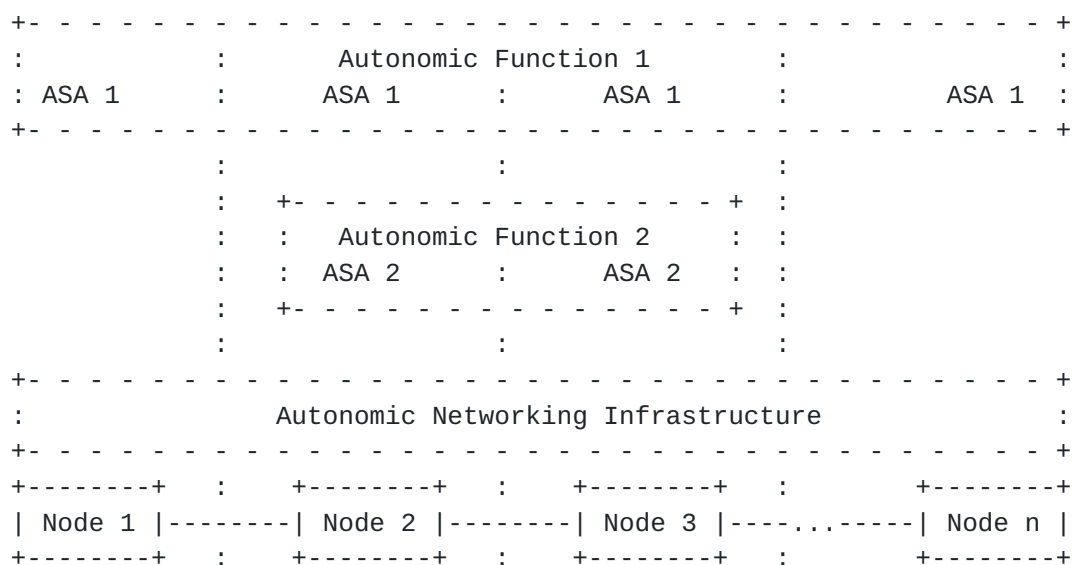 +- - - - - - - - - - - - - - - - - - - - - - - - - - - - - - - - - +
:            :       Autonomic Function 1        :                 :
: ASA 1      :      ASA 1      :      ASA 1      :          ASA 1  :
+- - - - - - - - - - - - - - - - - - - - - - - - - - - - - - - - - +
             :                 :                 :
             :   +- - - - - - - - - - - - - - +  :
             :   :   Autonomic Function 2     :  :
             :   :  ASA 2      :      ASA 2   :  :
             :   +- - - - - - - - - - - - - - +  :
             :                 :                 :
+- - - - - - - - - - - - - - - - - - - - - - - - - - - - - - - - - +
:                Autonomic Networking Infrastructure               :
+- - - - - - - - - - - - - - - - - - - - - - - - - - - - - - - - - +
+--------+   :    +--------+   :    +--------+   :        +--------+
| Node 1 |--------| Node 2 |--------| Node 3 |----...-----| Node n |
+--------+   :    +--------+   :    +--------+   :        +--------+